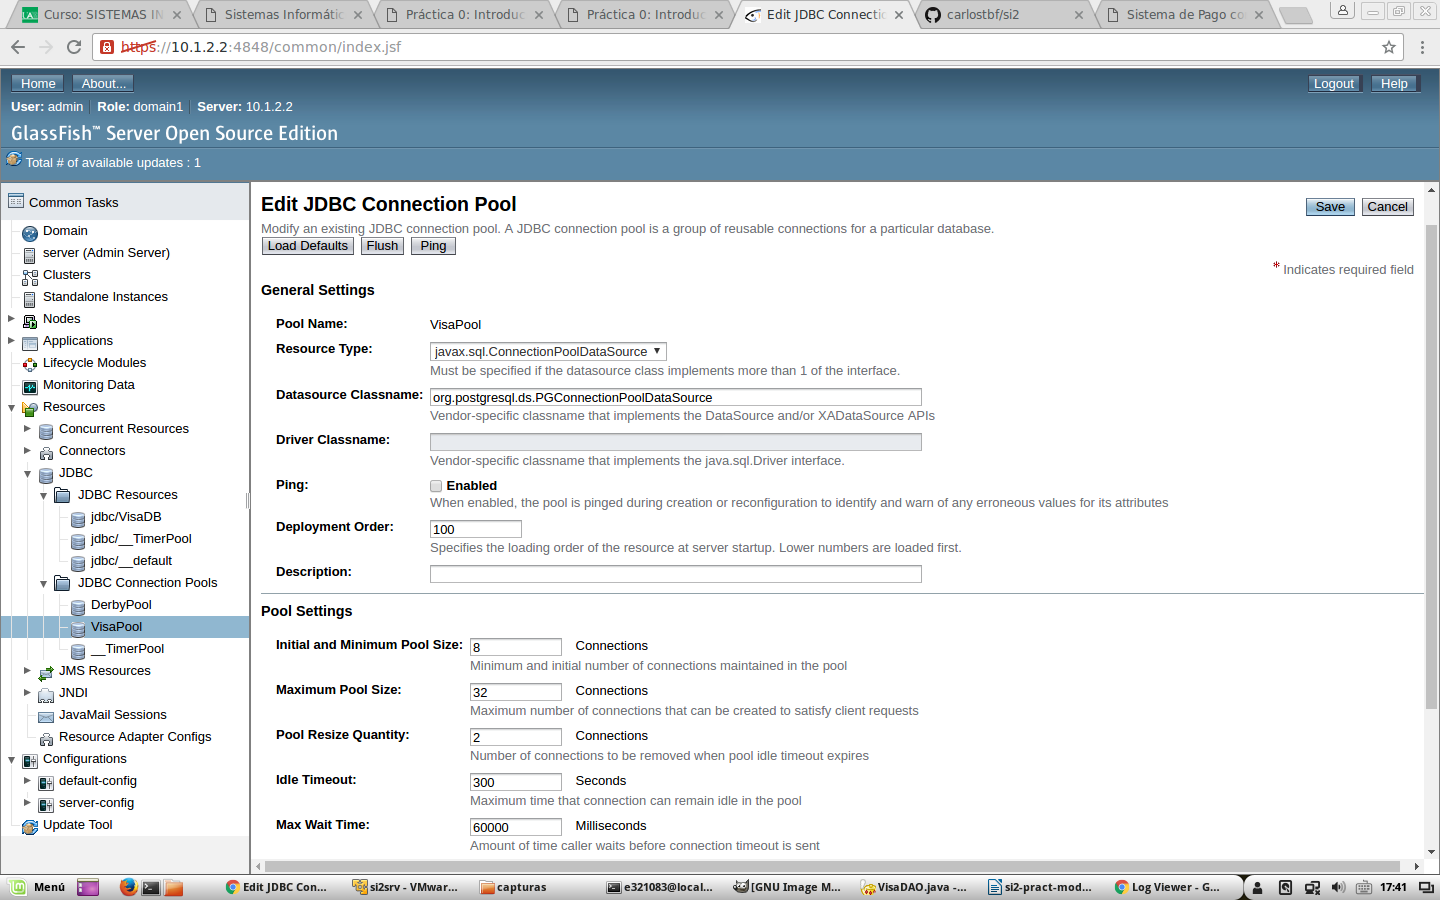 Curso: SISTEMAS IN
Sistemas Informátic
Práctica 0: Introduc
Práctica 0: Introduc
Edit JDBC Connectio
carlostbf/si2
Sistema de Pago co
https://10.1.2.2:4848/common/index.jsf
Home
About...
Logout
Help
User: admin
Role: domain1
Server: 10.1.2.2
GlassFish™ Server Open Source Edition
Total # of available updates : 1
Common Tasks
Domain
server (Admin Server)
Clusters
Standalone Instances
Nodes
Applications
Lifecycle Modules
Monitoring Data
Resources
Concurrent Resources
Connectors
JDBC
JDBC Resources
jdbc/VisaDB
jdbc/__TimerPool
jdbc/__default
JDBC Connection Pools
DerbyPool
VisaPool
__TimerPool
JMS Resources
JNDI
JavaMail Sessions
Resource Adapter Configs
Configurations
default-config
server-config
Update Tool
Edit JDBC Connection Pool
Save
Cancel
Modify an existing JDBC connection pool. A JDBC connection pool is a group of reusable connections for a particular database.
Load Defaults
Flush
Ping
* Indicates required field
General Settings
Pool Name: VisaPool
Resource Type: javax.sql.ConnectionPoolDataSource
Must be specified if the datasource class implements more than 1 of the interface.
Datasource Classname: org.postgresql.ds.PGConnectionPoolDataSource
Vendor-specific classname that implements the DataSource and/or XADataSource APIs
Driver Classname:
Vendor-specific classname that implements the java.sql.Driver interface.
Ping: Enabled
When enabled, the pool is pinged during creation or reconfiguration to identify and warn of any erroneous values for its attributes
Deployment Order: 100
Specifies the loading order of the resource at server startup. Lower numbers are loaded first.
Description:
Pool Settings
Initial and Minimum Pool Size: 8 Connections
Minimum and initial number of connections maintained in the pool
Maximum Pool Size: 32 Connections
Maximum number of connections that can be created to satisfy client requests
Pool Resize Quantity: 2 Connections
Number of connections to be removed when pool idle timeout expires
Idle Timeout: 300 Seconds
Maximum time that connection can remain idle in the pool
Max Wait Time: 60000 Milliseconds
Amount of time caller waits before connection timeout is sent
Menú
Edit JDBC Con...
si2srv - VMwar...
capturas
e321083@local...
[GNU Image M...
VisaDAO.java -...
si2-pract-mod...
Log Viewer - G...
17:41